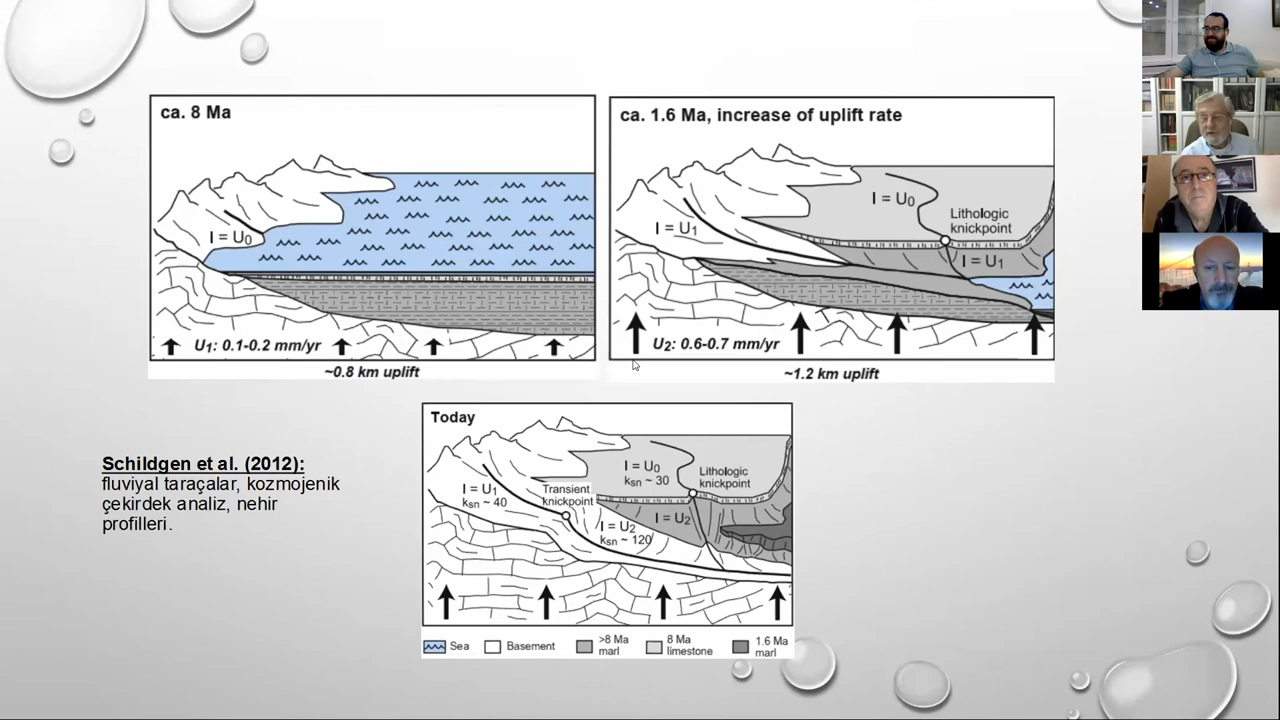 ca. 8 Ma
I = U₀
U₁: 0.1-0.2 mm/yr
~0.8 km uplift
ca. 1.6 Ma, increase of uplift rate
I = U₀
Lithologic
knickpoint
I = U₁
I = U₁
U₂: 0.6-0.7 mm/yr
~1.2 km uplift
Today
I = U₀
kₛₙ ~ 30
Lithologic
knickpoint
I = U₁
kₛₙ ~ 40
Transient
knickpoint
I = U₂
I = U₂
kₛₙ ~ 120
Sea
Basement
>8 Ma
marl
8 Ma
limestone
1.6 Ma
marl
Schildgen et al. (2012):
fluviyal taraçalar, kozmojenik
çekirdek analiz, nehir
profilleri.